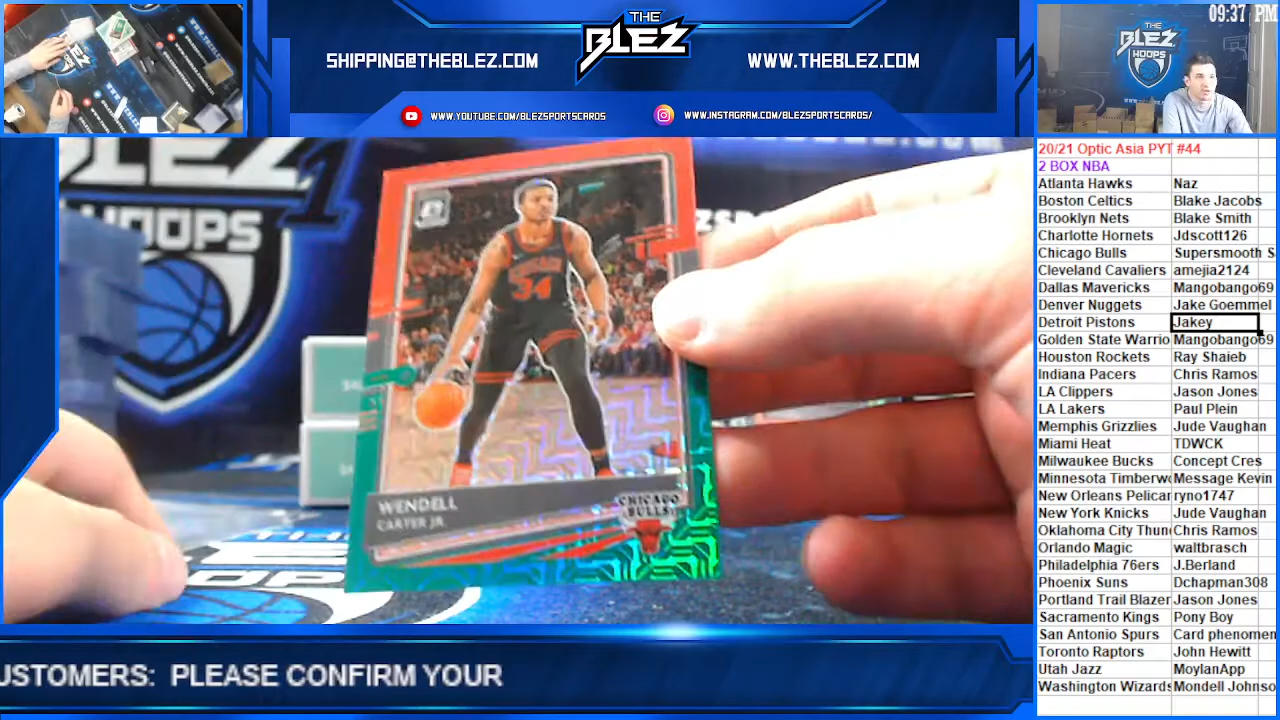 09:37 PM
THE
BLEZ
HOOPS
THE
BLEZ
SHIPPING@THEBLEZ.COM
WWW.THEBLEZ.COM
WWW.YOUTUBE.COM/BLEZSPORTSCARDS
WWW.INSTAGRAM.COM/BLEZSPORTSCARDS/
20/21 Optic Asia PYT #44
2 BOX NBA
Atlanta Hawks Naz
Boston Celtics Blake Jacobs
Brooklyn Nets Blake Smith
Charlotte Hornets Jdscott126
Chicago Bulls Supersmooth S
Cleveland Cavaliers amejia2124
Dallas Mavericks Mangobango69
Denver Nuggets Jake Goemmel
Detroit Pistons Jakey
Golden State Warrio Mangobango69
Houston Rockets Ray Shaieb
Indiana Pacers Chris Ramos
LA Clippers Jason Jones
LA Lakers Paul Plein
Memphis Grizzlies Jude Vaughan
Miami Heat TDWCK
Milwaukee Bucks Concept Cres
Minnesota Timberwo Message Kevin
New Orleans Pelican ryno1747
New York Knicks Jude Vaughan
Oklahoma City Thun Chris Ramos
Orlando Magic waltbrasch
Philadelphia 76ers J.Berland
Phoenix Suns Dchapman308
Portland Trail Blazer Jason Jones
Sacramento Kings Pony Boy
San Antonio Spurs Card phenomen
Toronto Raptors John Hewitt
Utah Jazz MoylanApp
Washington Wizards Mondell Johnso
HOOPS
CHICAGO
34
WENDELL
CARTER JR.
CHICAGO
BULLS
USTOMERS: PLEASE CONFIRM YOUR